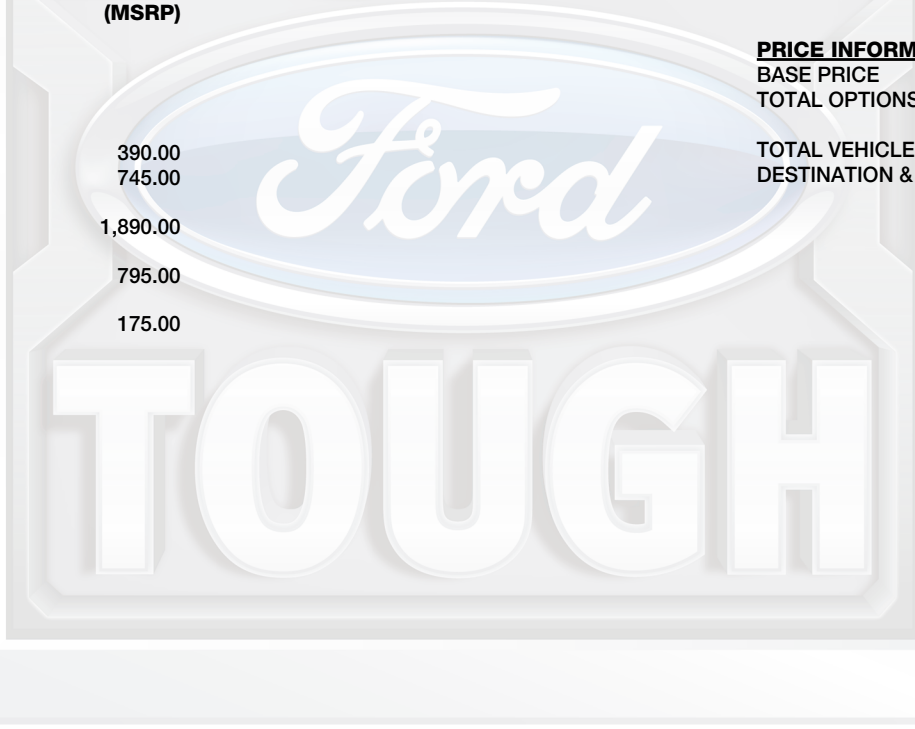 (MSRP)
390.00
745.00
1,890.00
795.00
175.00
PRICE INFORM
BASE PRICE
TOTAL OPTIONS
TOTAL VEHICLE
DESTINATION &
Ford
TOUGH